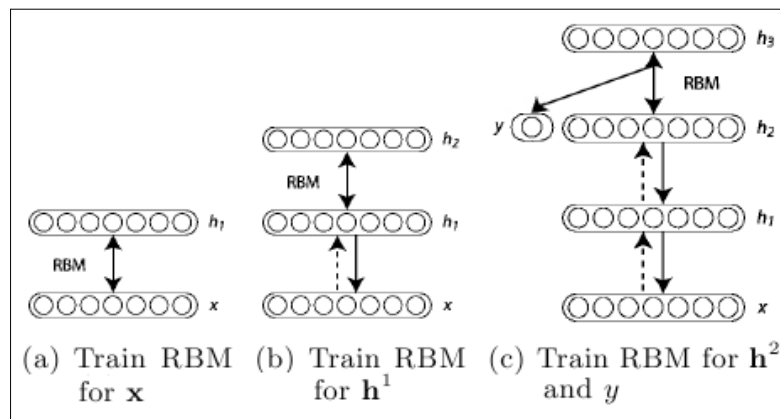 h₃
RBM
y
h₂
h₂
RBM
h₁
h₁
h₁
RBM
x
x
x
(a) Train RBM for x
(b) Train RBM for h¹
(c) Train RBM for h² and y